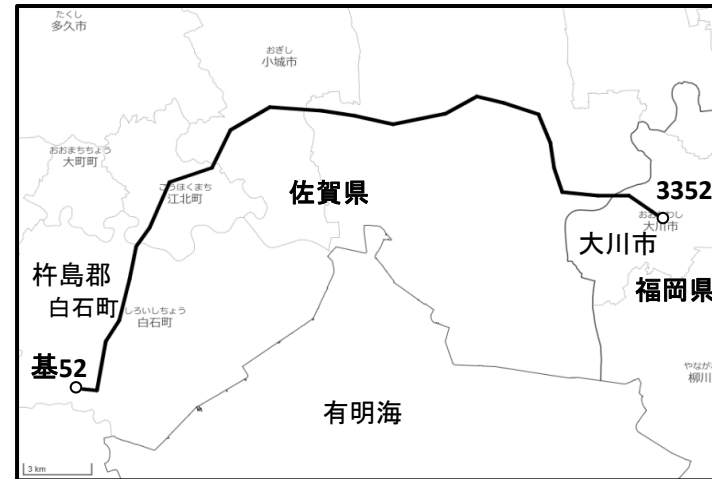 たくし
多久市
おぎし
小城市
おおまちちょう
大町町
こうほくまち
江北町
佐賀県
3352
おおかわし
大川市
大川市
福岡県
杵島郡
白石町
しろいしちょう
白石町
基52
有明海
やながわ
柳川
3 km